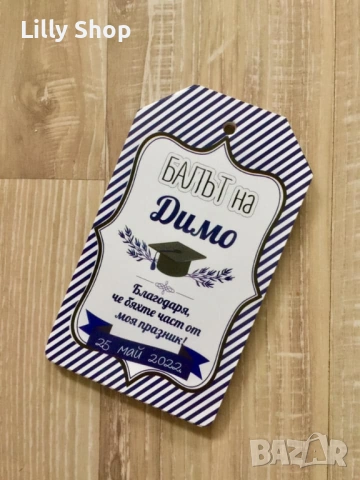 Lilly Shop
БАЛЪТ на
Димо
Благодаря,
че бяхте част от
моя празник!
25 май 2022
BAZAR